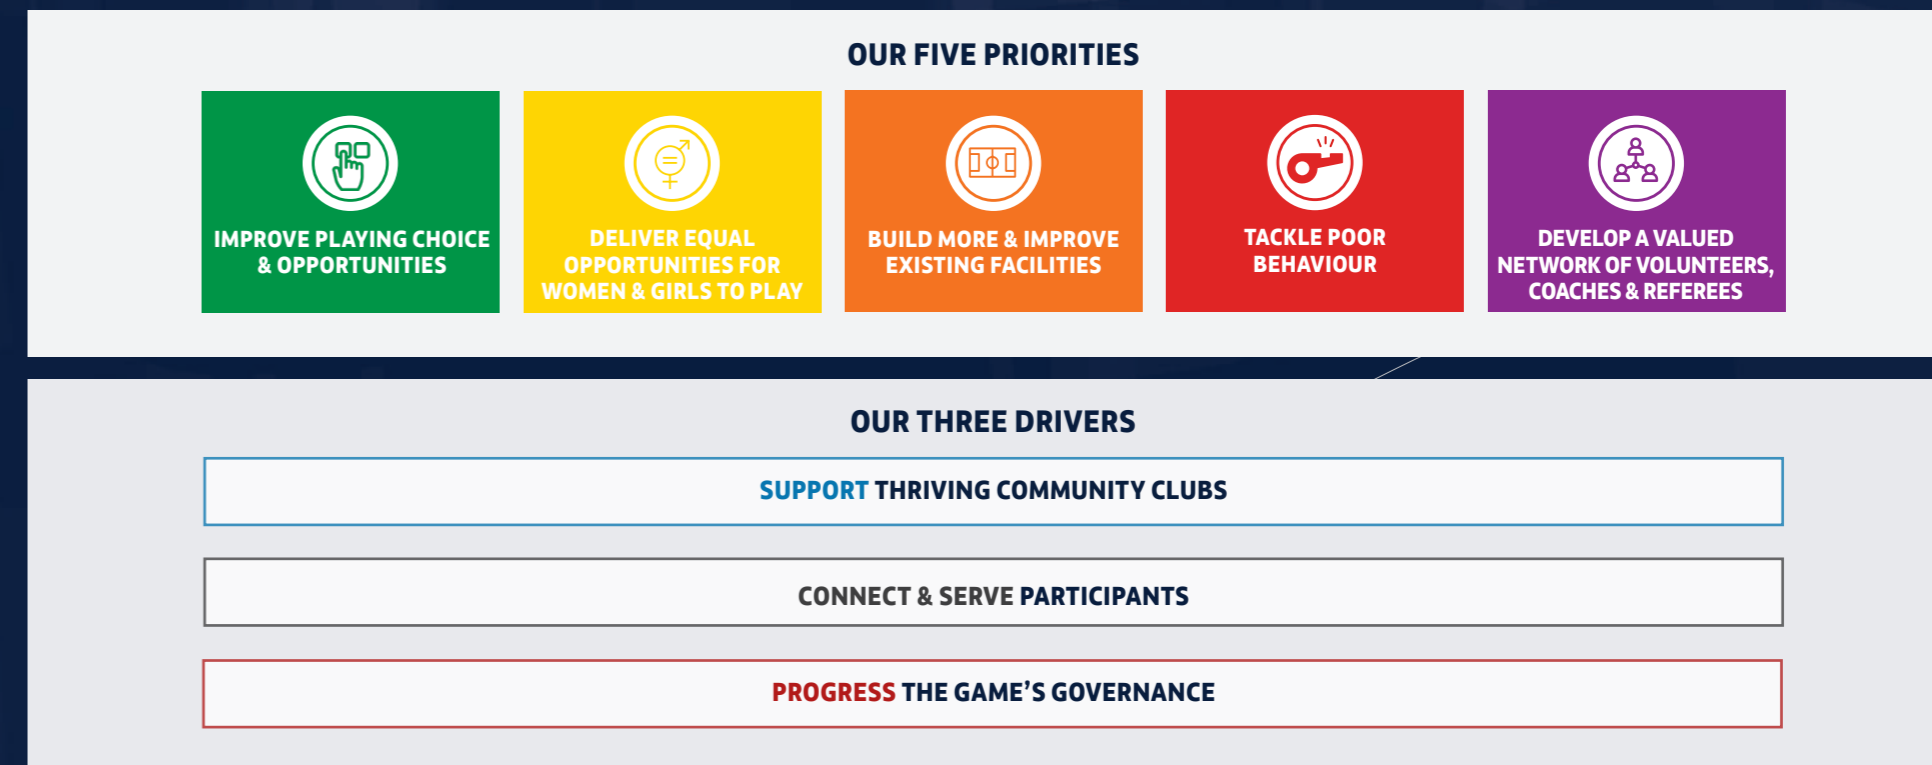 OUR FIVE PRIORITIES
IMPROVE PLAYING CHOICE
& OPPORTUNITIES
DELIVER EQUAL
OPPORTUNITIES FOR
WOMEN & GIRLS TO PLAY
BUILD MORE & IMPROVE
EXISTING FACILITIES
TACKLE POOR
BEHAVIOUR
DEVELOP A VALUED
NETWORK OF VOLUNTEERS,
COACHES & REFEREES
OUR THREE DRIVERS
SUPPORT THRIVING COMMUNITY CLUBS
CONNECT & SERVE PARTICIPANTS
PROGRESS THE GAME’S GOVERNANCE